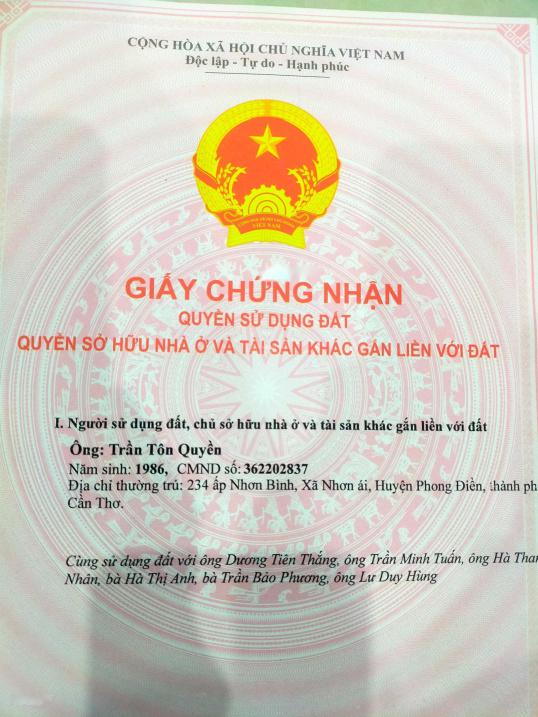 CỘNG HÒA XÃ HỘI CHỦ NGHĨA VIỆT NAM
Độc lập - Tự do - Hạnh phúc
VIỆT NAM
GIẤY CHỨNG NHẬN
QUYỀN SỬ DỤNG ĐẤT
QUYỀN SỞ HỮU NHÀ Ở VÀ TÀI SẢN KHÁC GẮN LIỀN VỚI ĐẤT
I. Người sử dụng đất, chủ sở hữu nhà ở và tài sản khác gắn liền với đất
Ông: Trần Tôn Quyền
Năm sinh: 1986, CMND số: 362202837
Địa chỉ thường trú: 234 ấp Nhơn Bình, Xã Nhơn ái, Huyện Phong Điền, thành ph
Cần Thơ.
Cùng sử dụng đất với ông Dương Tiên Thắng, ông Trần Minh Tuấn, ông Hà Than
Nhân, bà Hà Thị Anh, bà Trần Bảo Phương, ông Lư Duy Hùng